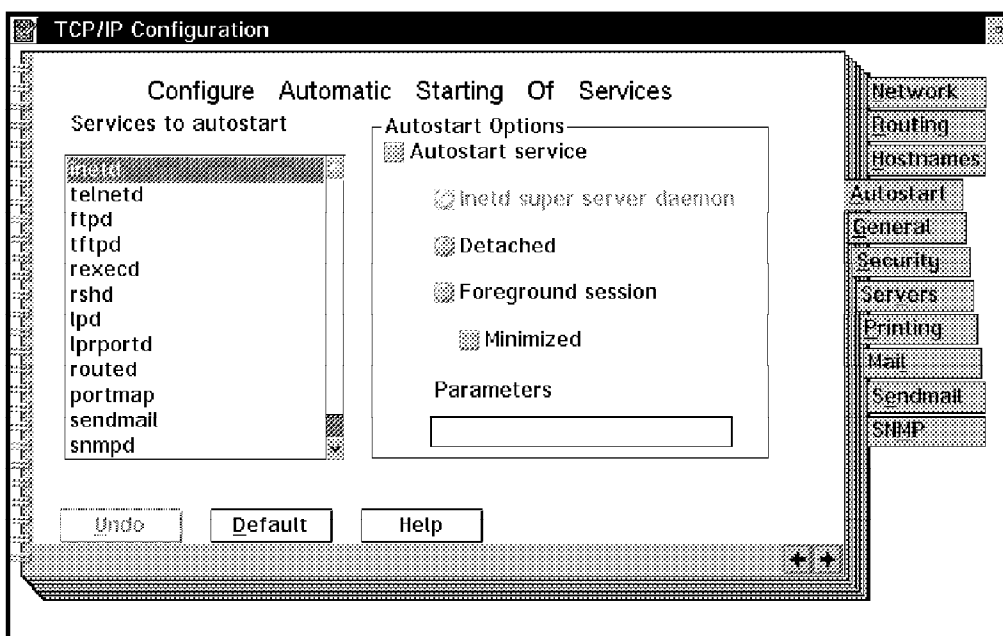 TCP/IP Configuration
Configure Automatic Starting Of Services
Services to autostart
inetd
telnetd
ftpd
tftpd
rexecd
rshd
lpd
lprportd
routed
portmap
sendmail
snmpd
Autostart Options
Autostart service
Inetd super server daemon
Detached
Foreground session
Minimized
Parameters
Undo
Default
Help
Network
Routing
Hostnames
Autostart
General
Security
Servers
Printing
Mail
Sendmail
SNMP